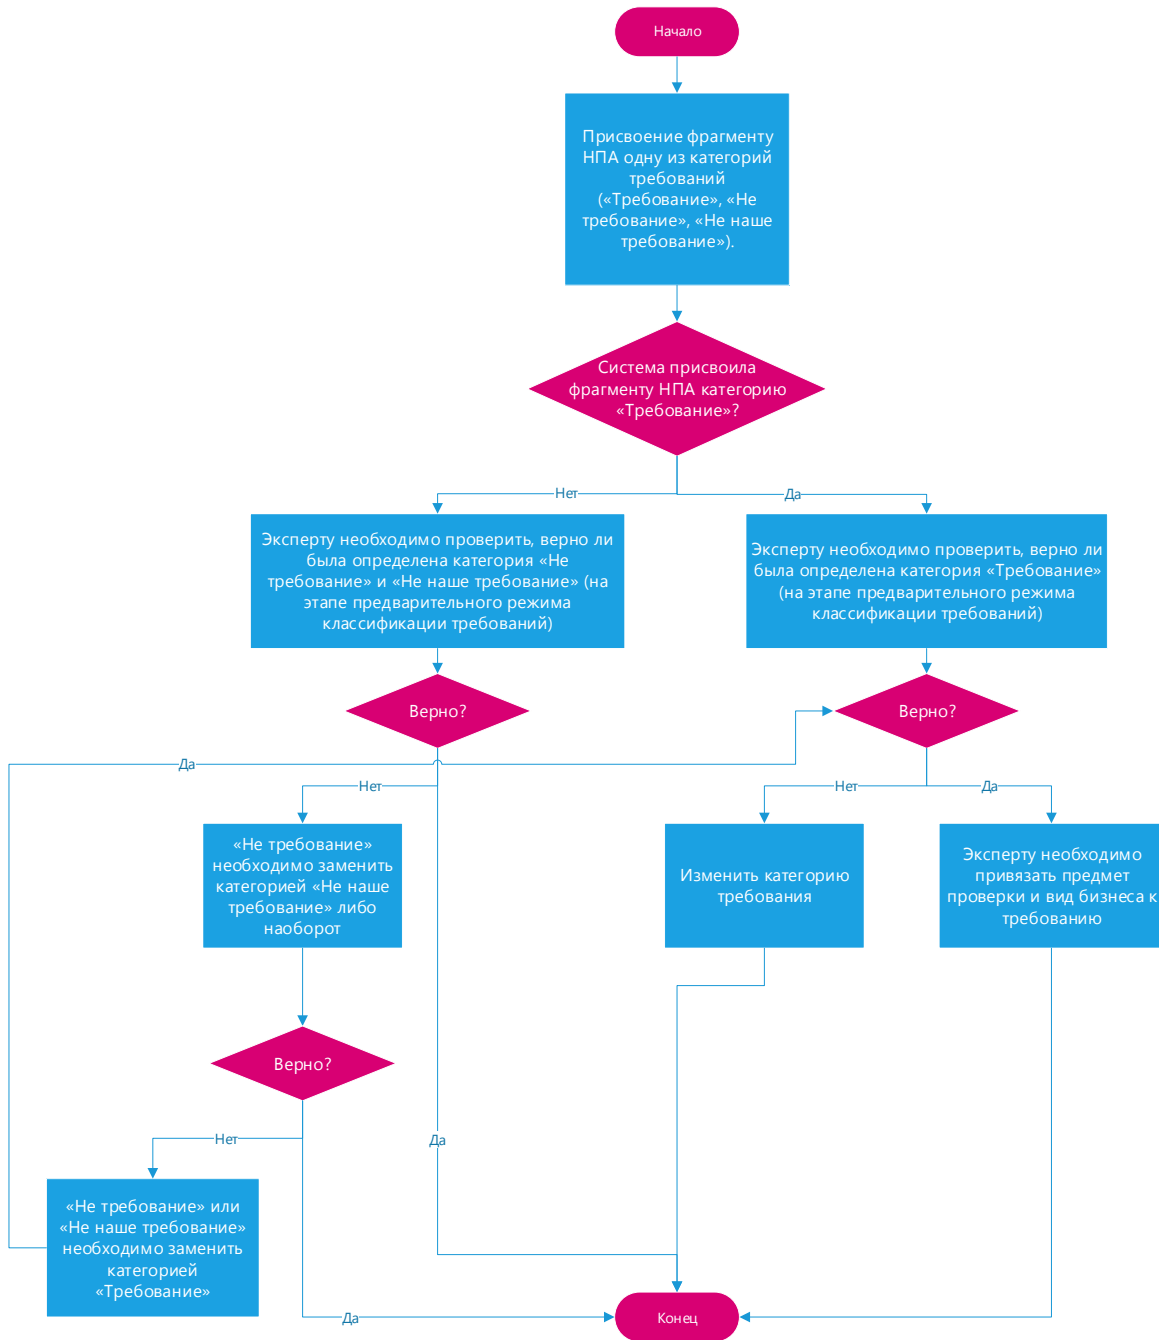 Начало
Присвоение фрагменту
НПА одну из категорий
требований
(«Требование», «Не
требование», «Не наше
требование»).
Система присвоила
фрагменту НПА категорию
«Требование»?
Нет
Да
Эксперту необходимо проверить, верно ли
была определена категория «Не
требование» и «Не наше требование» (на
этапе предварительного режима
классификации требований)
Эксперту необходимо проверить, верно ли
была определена категория «Требование»
(на этапе предварительного режима
классификации требований)
Верно?
Верно?
Да
Нет
Нет
Да
«Не требование»
необходимо заменить
категорией «Не наше
требование» либо
наоборот
Изменить категорию
требования
Эксперту необходимо
привязать предмет
проверки и вид бизнеса к
требованию
Верно?
Нет
Да
«Не требование» или
«Не наше требование»
необходимо заменить
категорией
«Требование»
Да
Конец